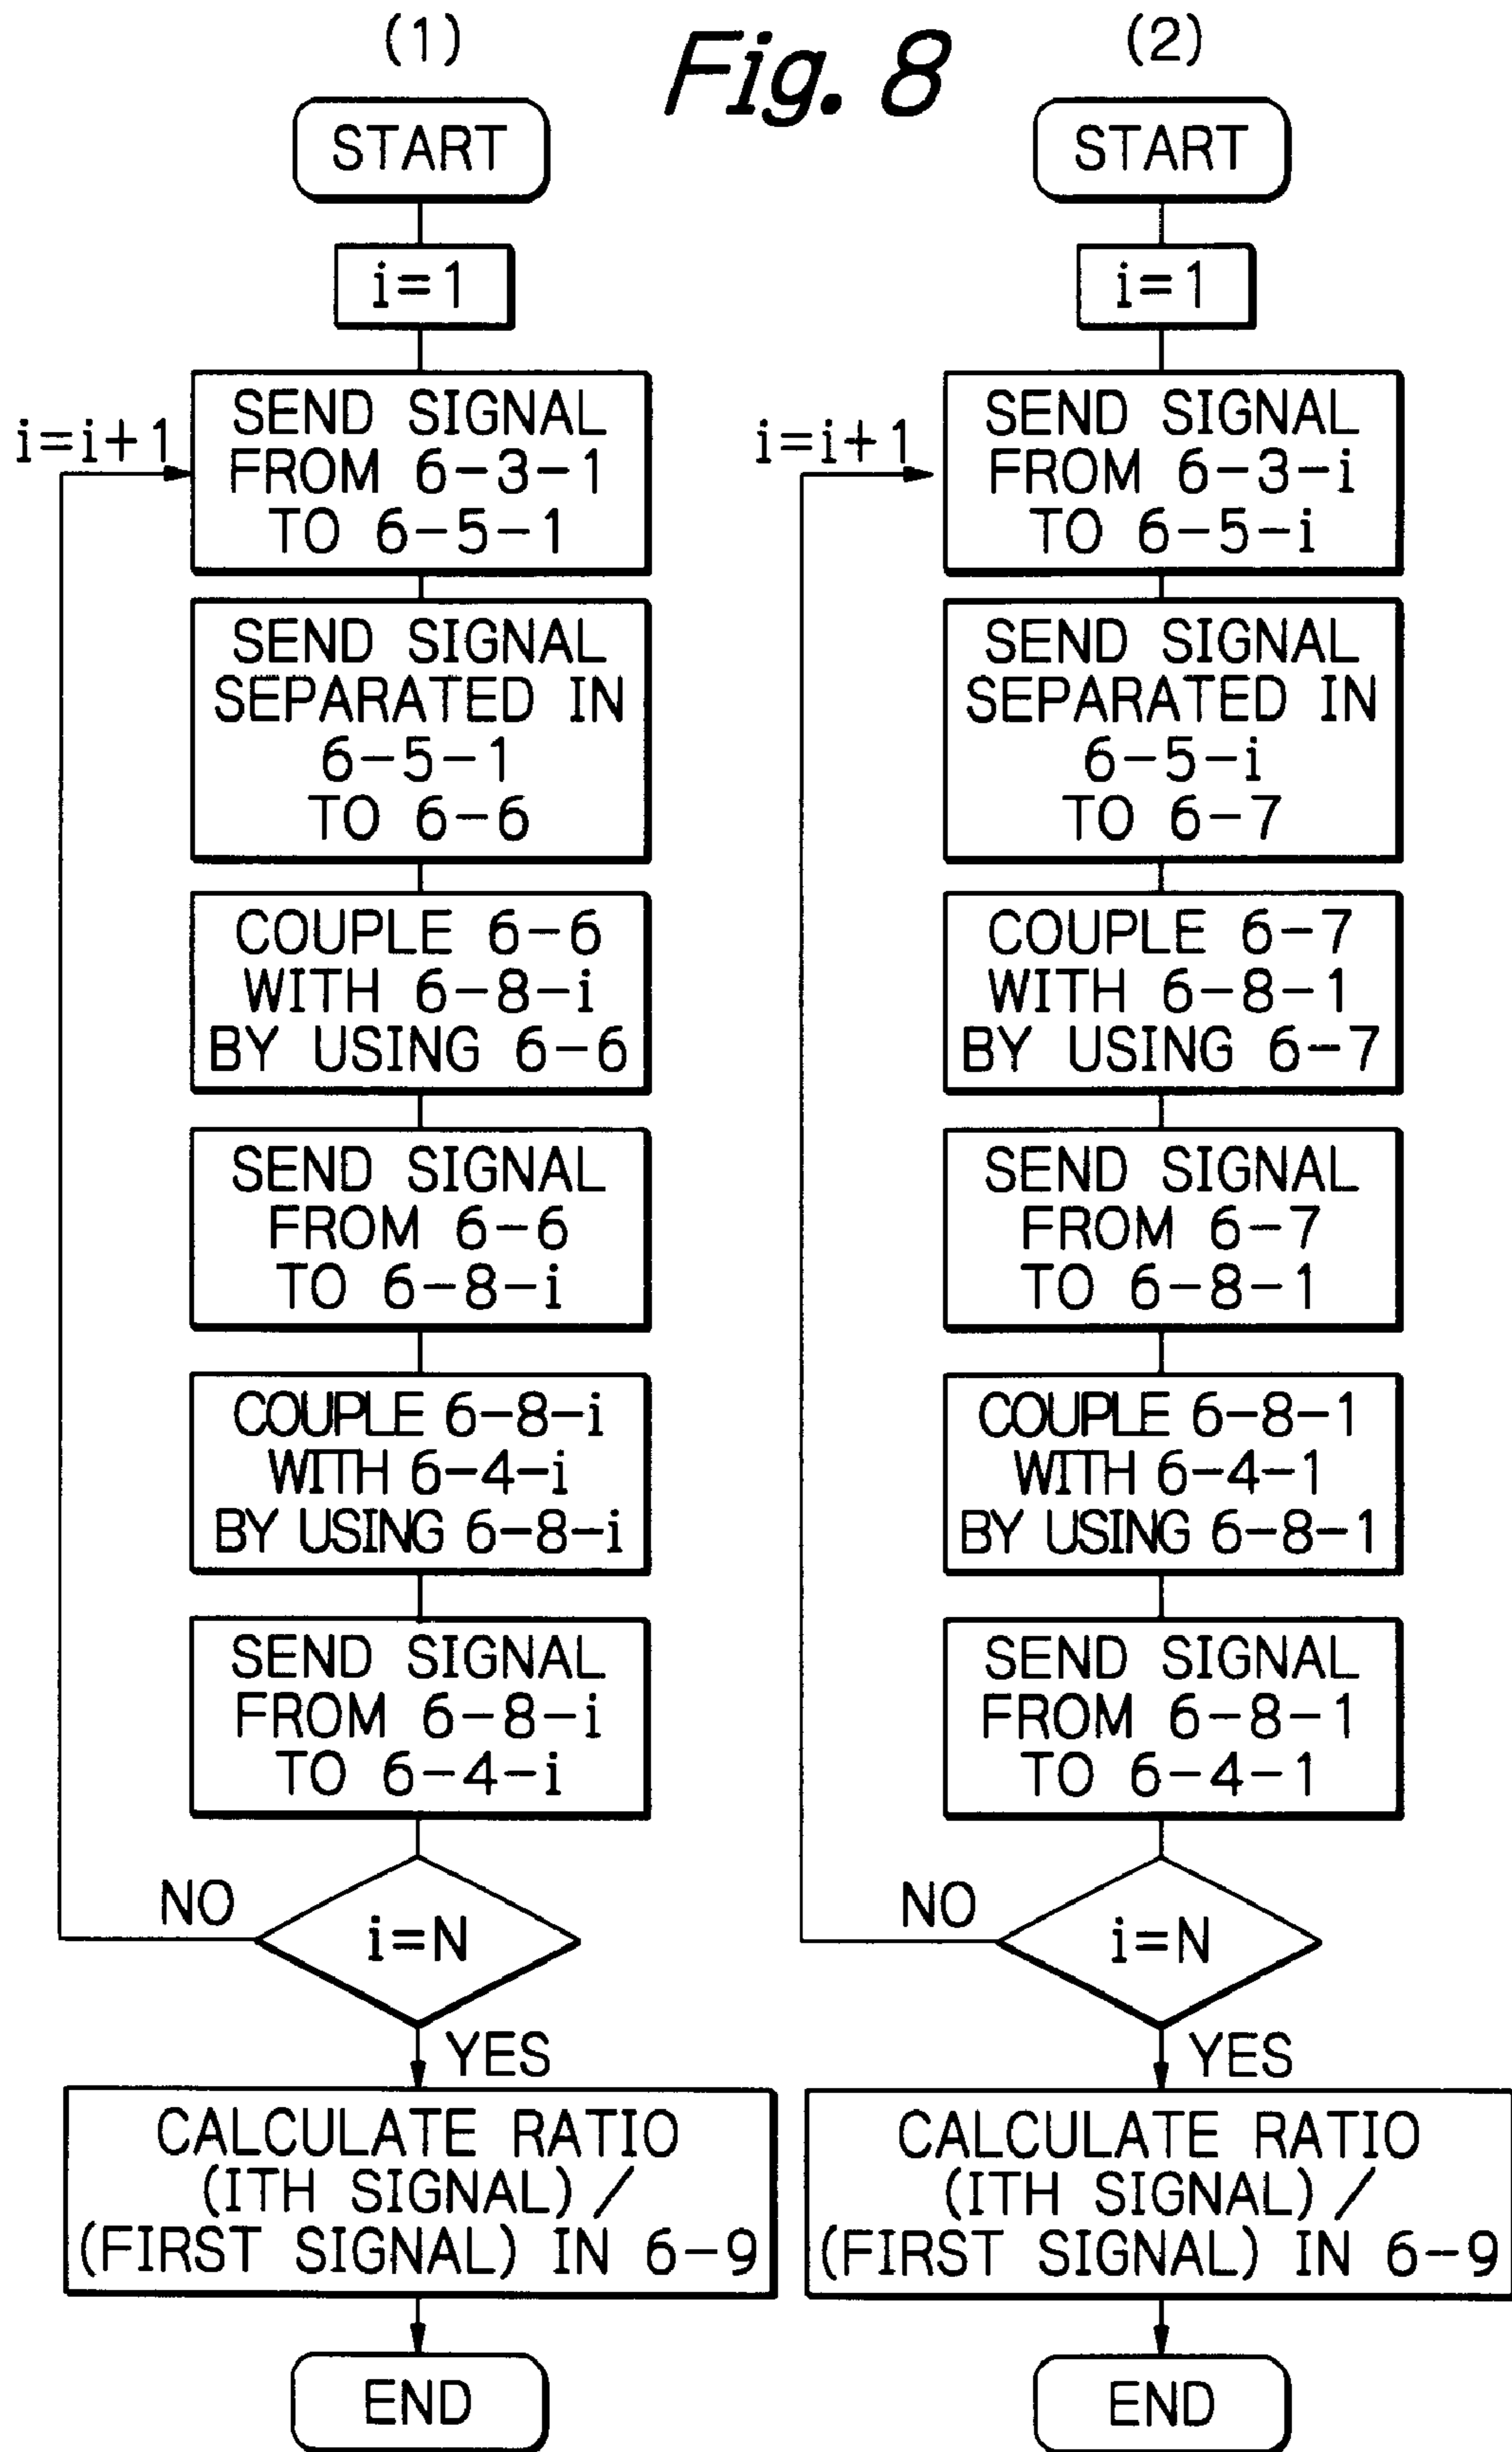 Fig. 8
(1)
START
i=1
i=i+1
SEND SIGNAL
FROM 6-3-1
TO 6-5-1
SEND SIGNAL
SEPARATED IN
6-5-1
TO 6-6
COUPLE 6-6
WITH 6-8-i
BY USING 6-6
SEND SIGNAL
FROM 6-6
TO 6-8-i
COUPLE 6-8-i
WITH 6-4-i
BY USING 6-8-i
SEND SIGNAL
FROM 6-8-i
TO 6-4-i
NO
i=N
YES
CALCULATE RATIO
(ITH SIGNAL)/
(FIRST SIGNAL) IN 6-9
END
(2)
START
i=1
i=i+1
SEND SIGNAL
FROM 6-3-i
TO 6-5-i
SEND SIGNAL
SEPARATED IN
6-5-i
TO 6-7
COUPLE 6-7
WITH 6-8-1
BY USING 6-7
SEND SIGNAL
FROM 6-7
TO 6-8-1
COUPLE 6-8-1
WITH 6-4-1
BY USING 6-8-1
SEND SIGNAL
FROM 6-8-1
TO 6-4-1
NO
i=N
YES
CALCULATE RATIO
(ITH SIGNAL)/
(FIRST SIGNAL) IN 6-9
END